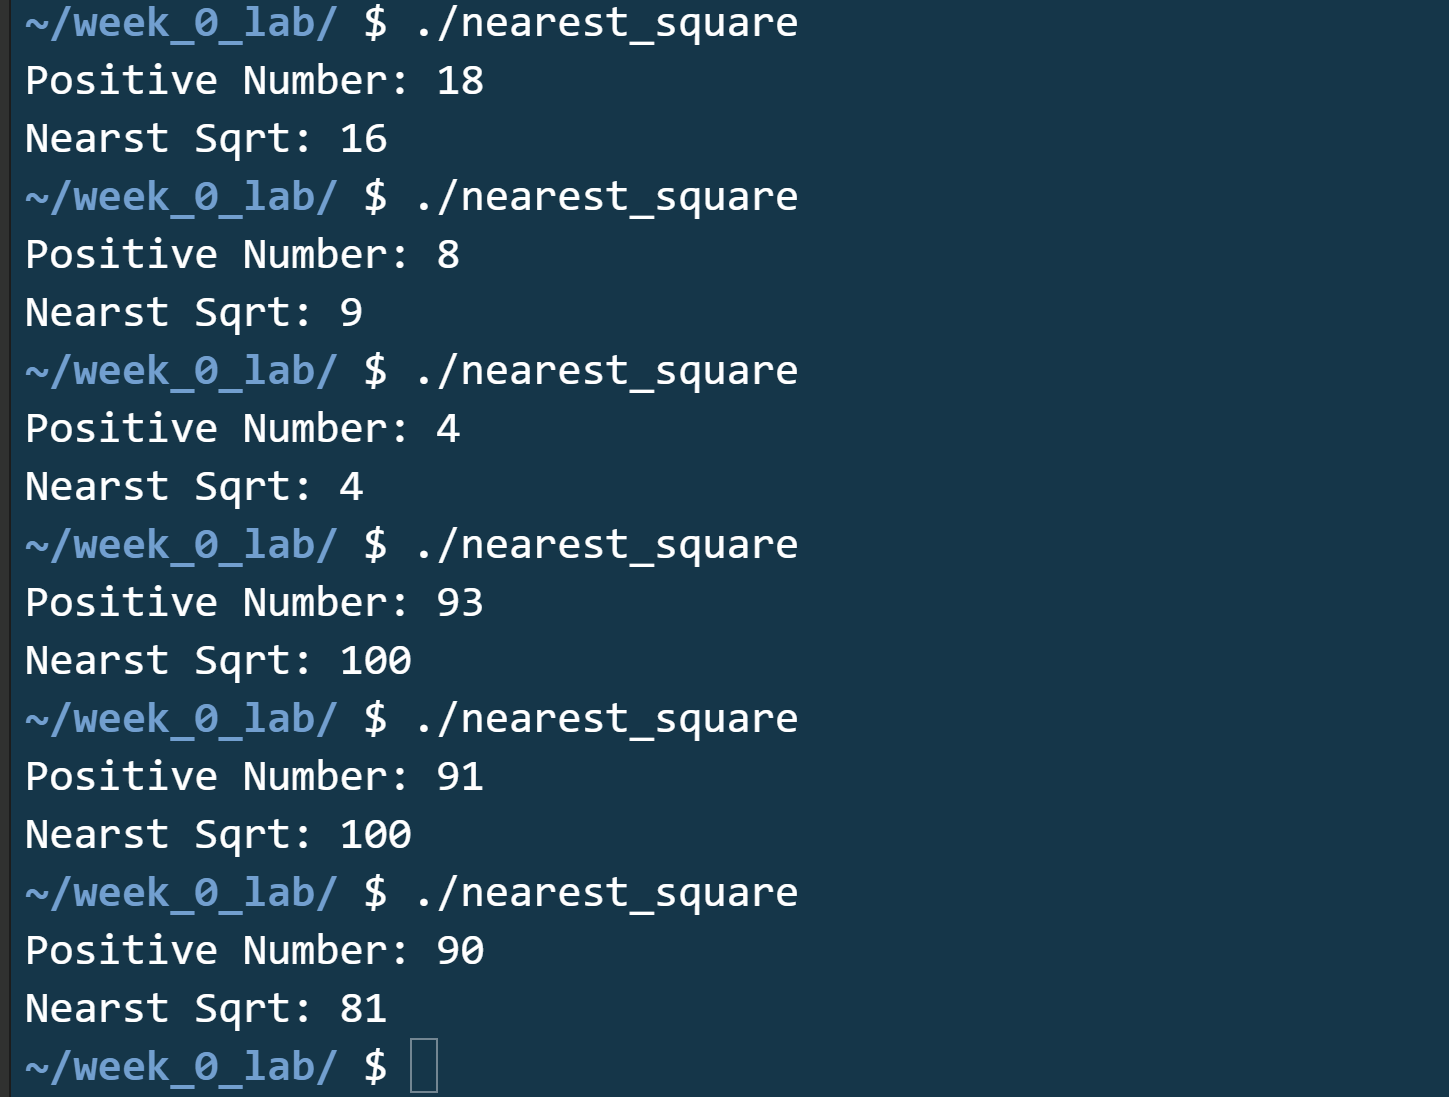 ~/week_0_lab/ $ ./nearest_square
Positive Number: 18
Nearst Sqrt: 16
~/week_0_lab/ $ ./nearest_square
Positive Number: 8
Nearst Sqrt: 9
~/week_0_lab/ $ ./nearest_square
Positive Number: 4
Nearst Sqrt: 4
~/week_0_lab/ $ ./nearest_square
Positive Number: 93
Nearst Sqrt: 100
~/week_0_lab/ $ ./nearest_square
Positive Number: 91
Nearst Sqrt: 100
~/week_0_lab/ $ ./nearest_square
Positive Number: 90
Nearst Sqrt: 81
~/week_0_lab/ $